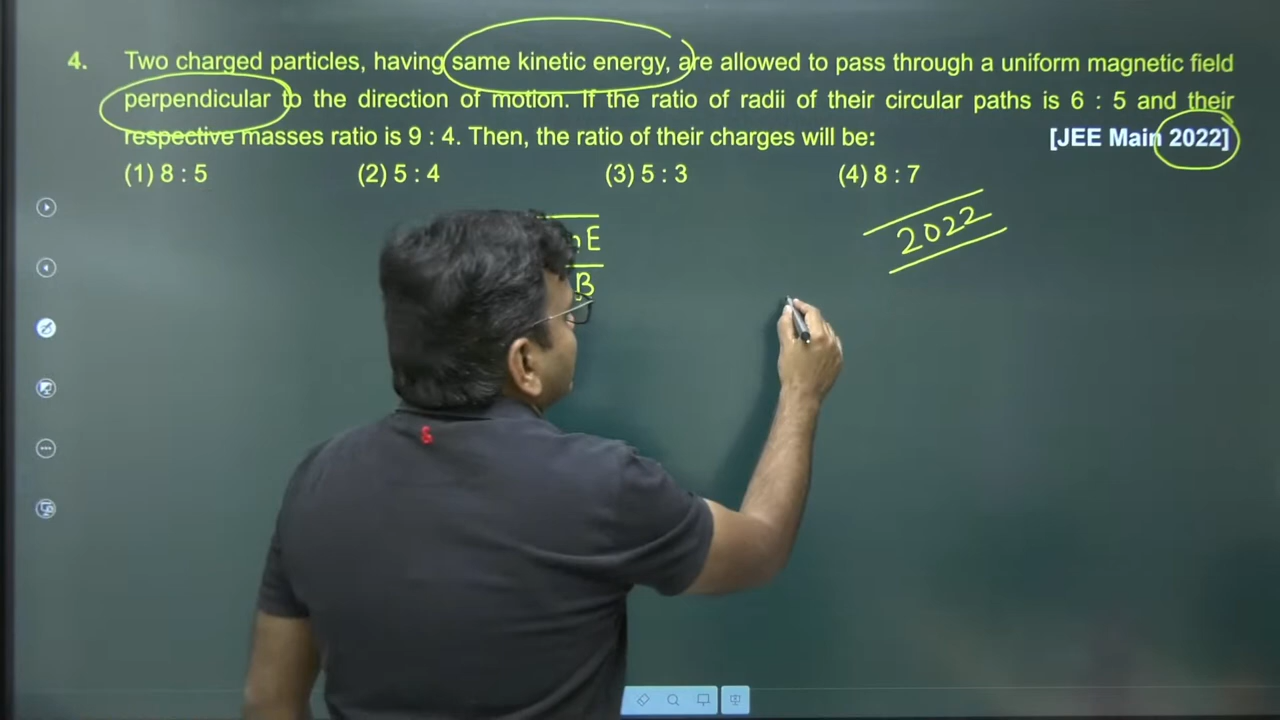 4. Two charged particles, having same kinetic energy, are allowed to pass through a uniform magnetic field
perpendicular to the direction of motion. If the ratio of radii of their circular paths is 6 : 5 and their
respective masses ratio is 9 : 4. Then, the ratio of their charges will be: [JEE Main 2022]
(1) 8 : 5 (2) 5 : 4 (3) 5 : 3 (4) 8 : 7
2022
E
B